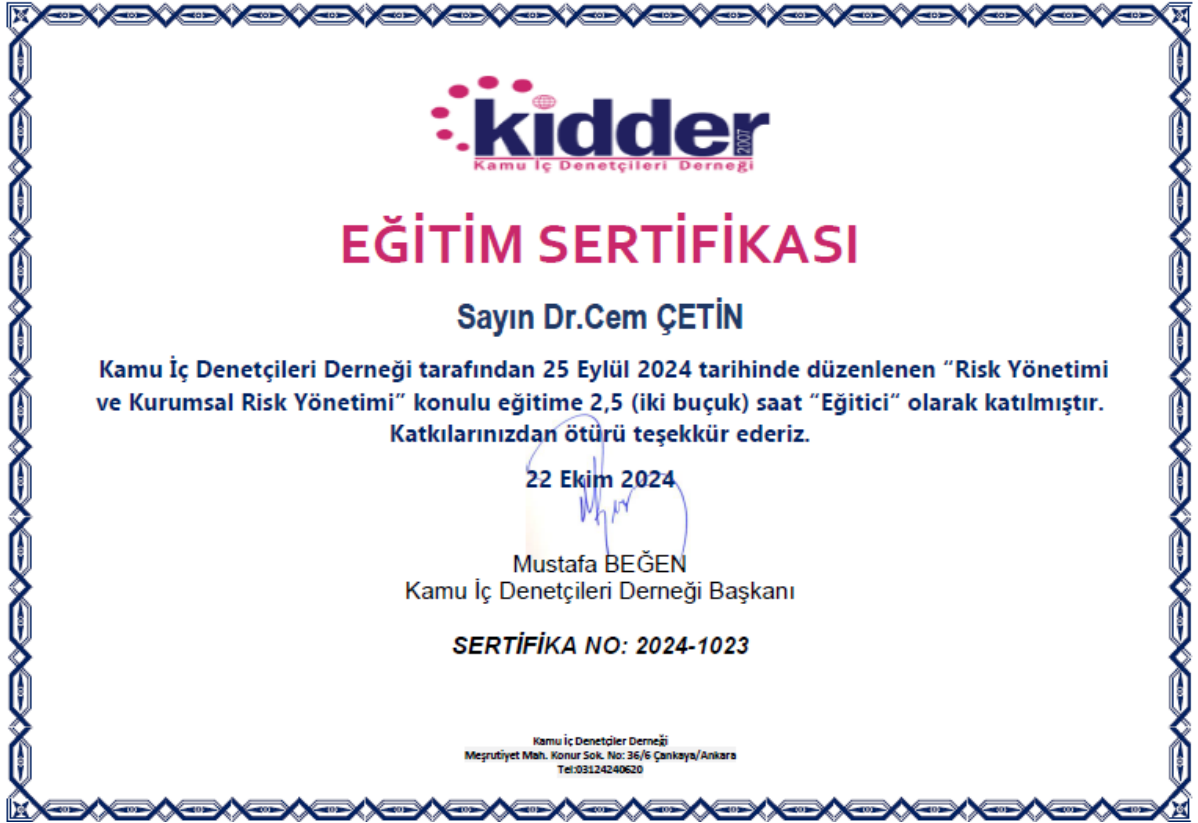 kidder
2007
Kamu İç Denetçileri Derneği
EĞİTİM SERTİFİKASI
Sayın Dr.Cem ÇETİN
Kamu İç Denetçileri Derneği tarafından 25 Eylül 2024 tarihinde düzenlenen “Risk Yönetimi
ve Kurumsal Risk Yönetimi” konulu eğitime 2,5 (iki buçuk) saat “Eğitici“ olarak katılmıştır.
Katkılarınızdan ötürü teşekkür ederiz.
22 Ekim 2024
Mustafa BEĞEN
Kamu İç Denetçileri Derneği Başkanı
SERTİFİKA NO: 2024-1023
Kamu İç Denetçiler Derneği
Meşrutiyet Mah. Konur Sok. No: 36/6 Çankaya/Ankara
Tel:03124240620